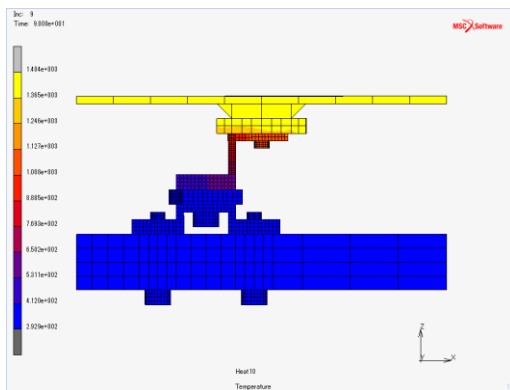 Inc: 9
Time: 9.000e+001
MSC Software
1.484e+003
1.365e+003
1.246e+003
1.127e+003
1.008e+003
8.885e+002
7.693e+002
6.502e+002
5.311e+002
4.120e+002
2.929e+002
Z
Y
X
Heat10
Temperature
1